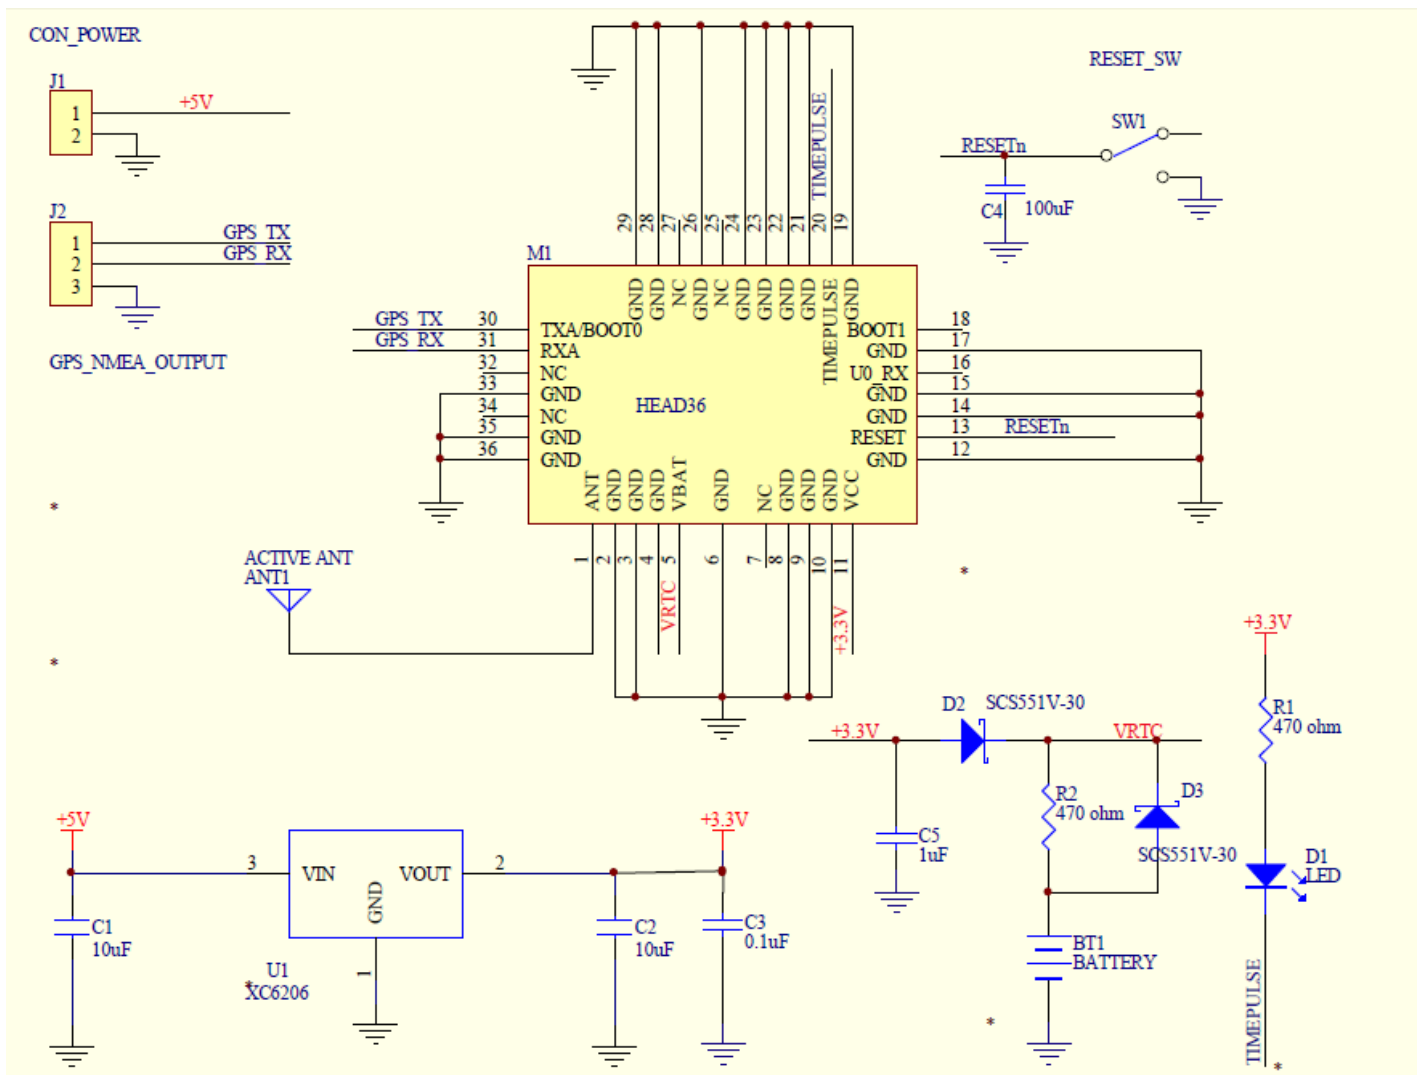 CON_POWER
J1
1
2
+5V
J2
1
2
3
GPS_TX
GPS_RX
GPS_NMEA_OUTPUT
*
*
RESET_SW
SW1
RESETn
C4
100uF
29
28
27
26
25
24
23
22
21
20
19
TIMEPULSE
M1
GND
GND
NC
GND
NC
GND
GND
GND
GND
TIMEPULSE
GND
GPS_TX 30 TXA/BOOT0
GPS_RX 31 RXA
32 NC
33 GND
34 NC
35 GND
36 GND
HEAD36
BOOT1 18
GND 17
U0_RX 16
GND 15
GND 14
RESET 13 RESETn
GND 12
ANT
GND
GND
GND
VBAT
GND
NC
GND
GND
GND
VCC
1
2
3
4
5
6
7
8
9
10
11
VRTC
+3.3V
ACTIVE ANT
ANT1
*
+5V
C1
10uF
3
VIN
VOUT
GND
2
1
U1
*
XC6206
+3.3V
C2
10uF
C3
0.1uF
+3.3V
D2
SCS551V-30
VRTC
C5
1uF
R2
470 ohm
D3
SCS551V-30
BT1
BATTERY
*
+3.3V
R1
470 ohm
D1
LED
TIMEPULSE
*